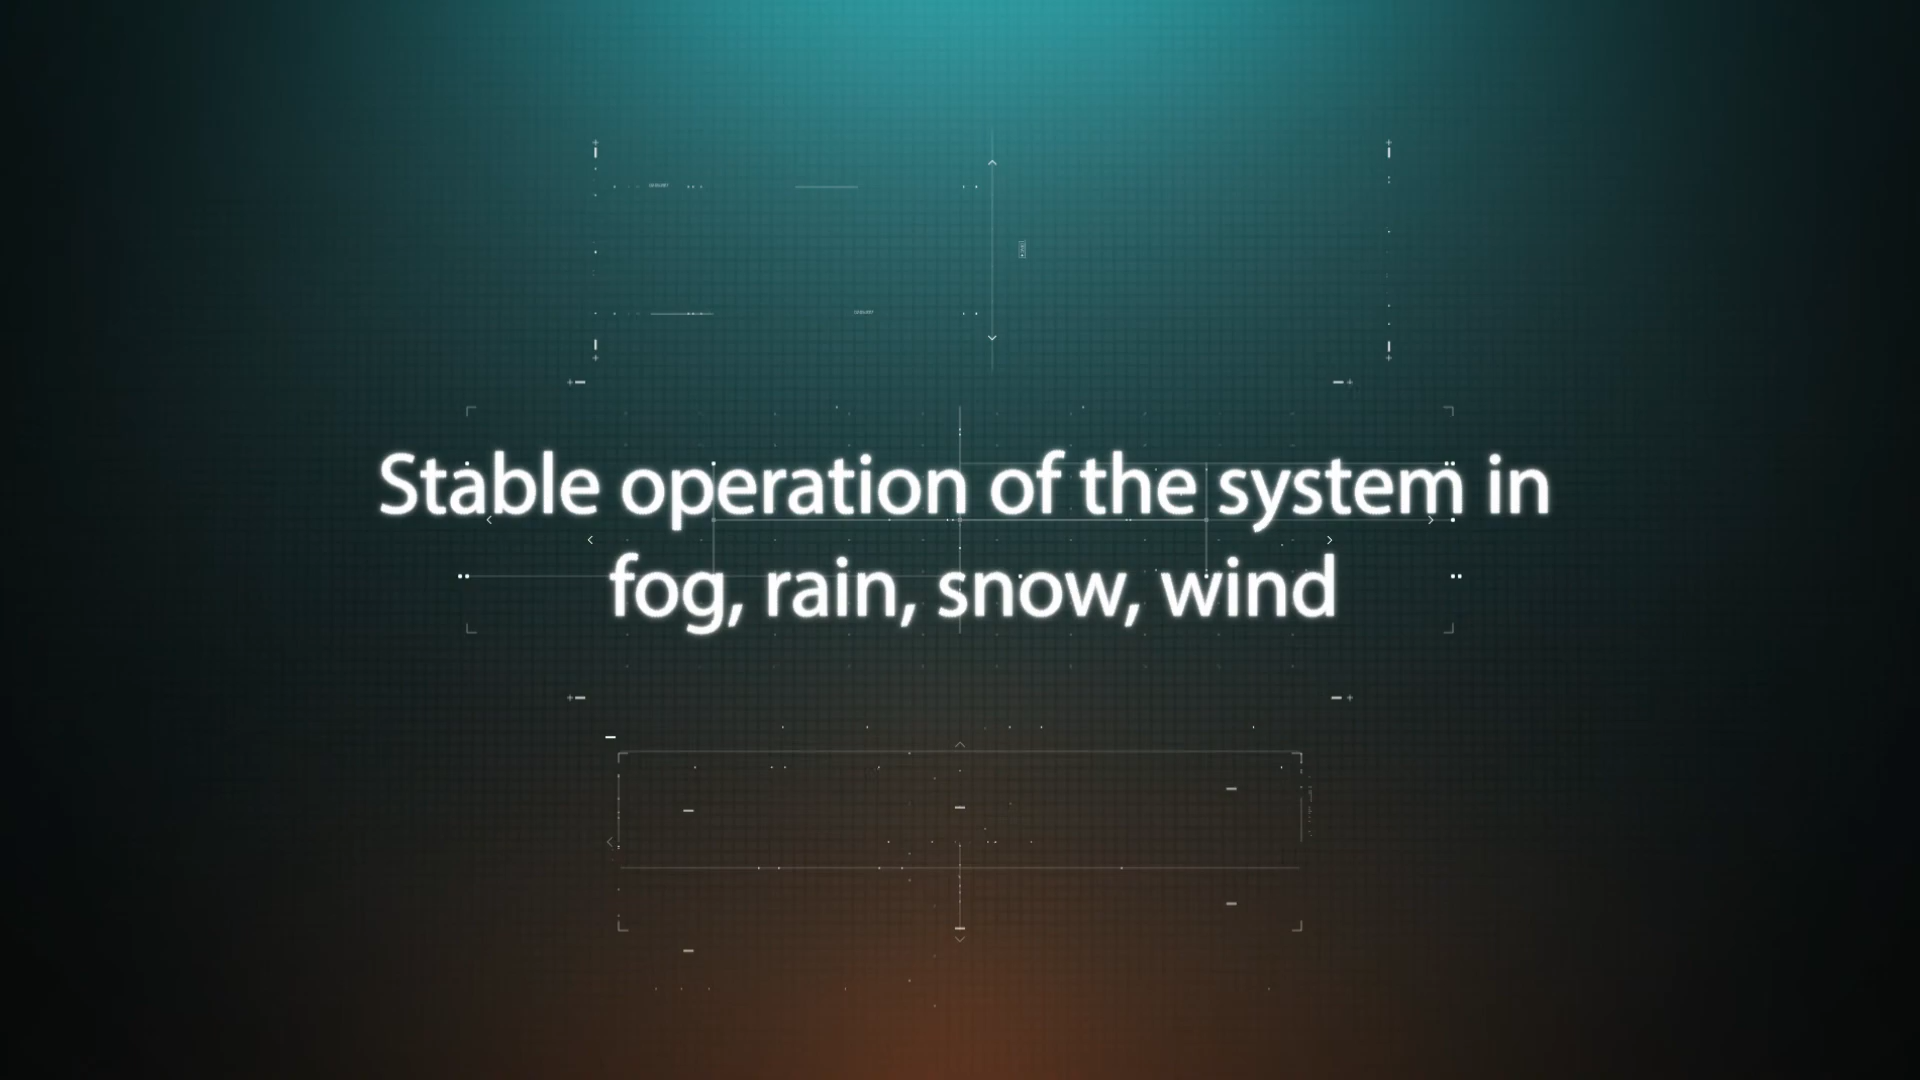 Stable operation of the system in
fog, rain, snow, wind